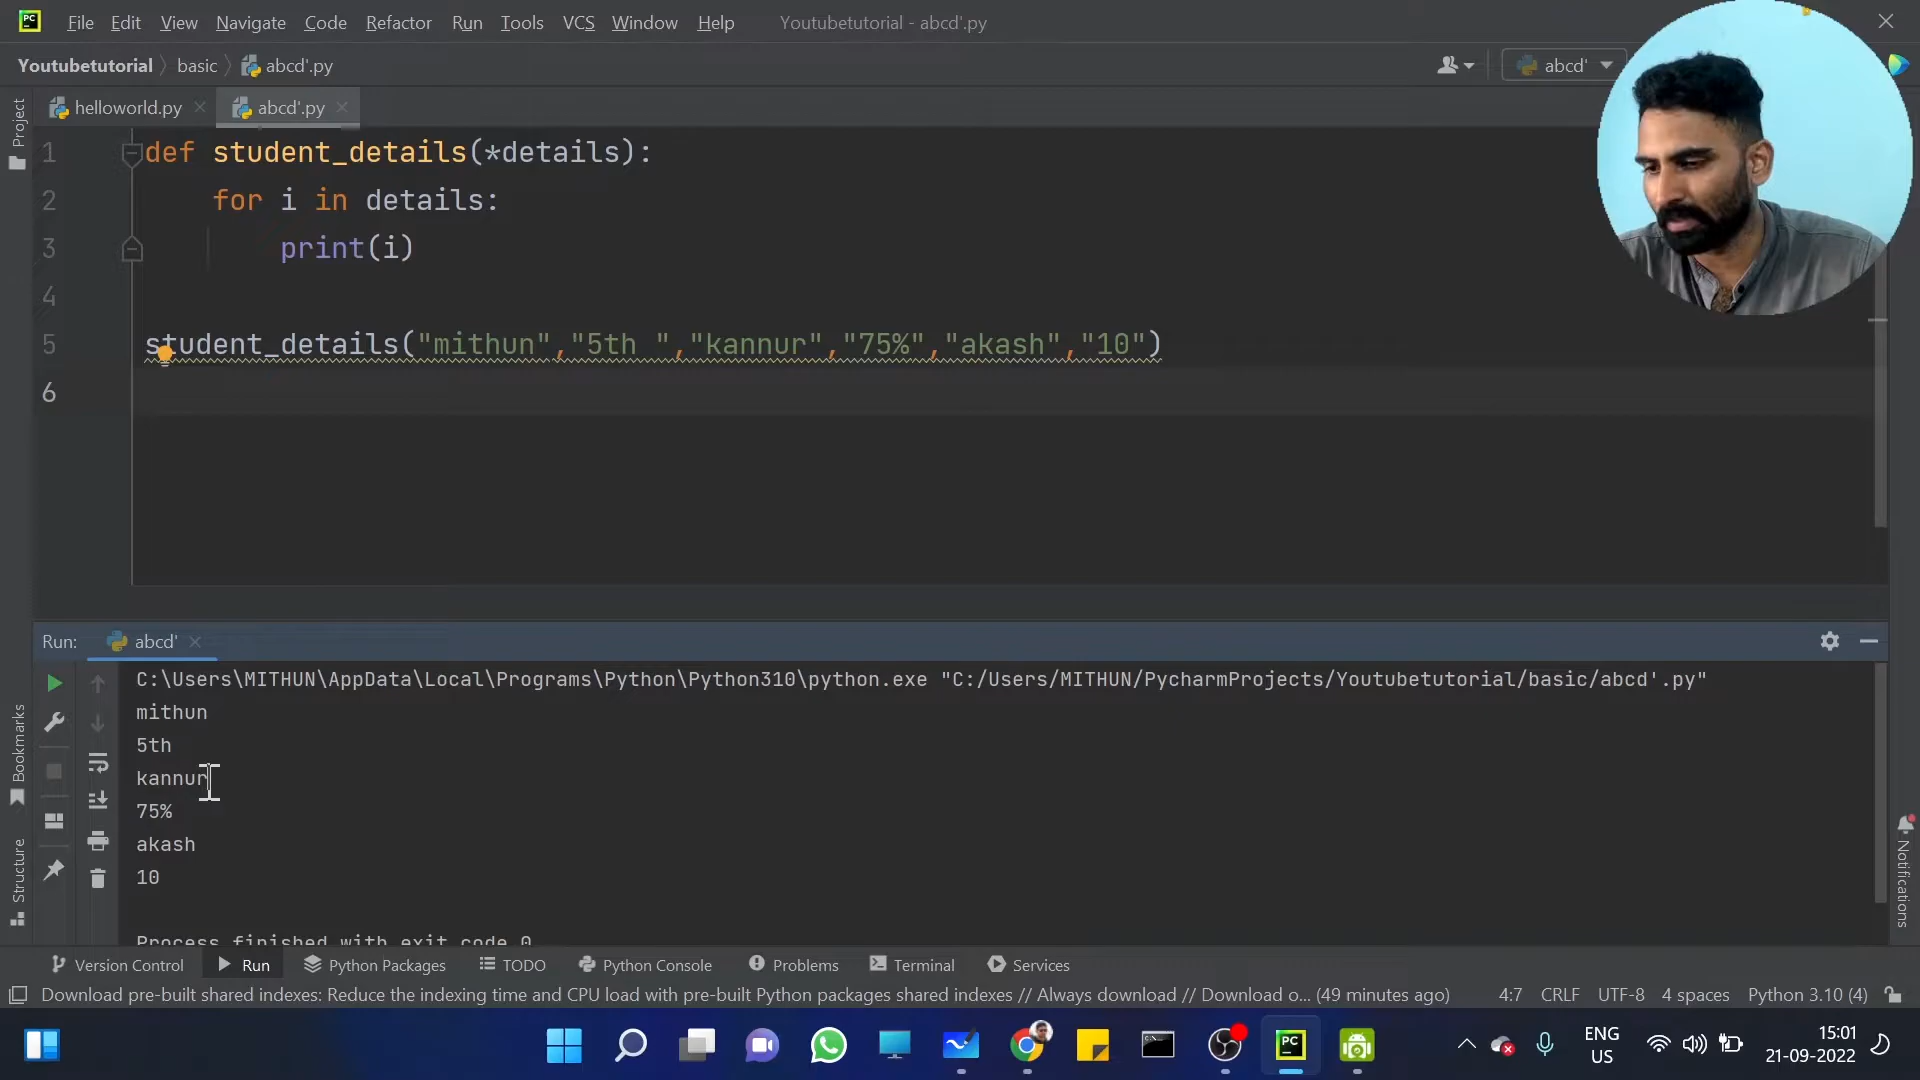 PC File Edit View Navigate Code Refactor Run Tools VCS Window Help Youtubetutorial - abcd'.py
Youtubetutorial basic abcd'.py abcd'
helloworld.py abcd'.py
Project
1 def student_details(*details):
2 for i in details:
3 print(i)
4
5 student_details("mithun","5th ","kannur","75%","akash","10")
6
Run: abcd'
C:\Users\MITHUN\AppData\Local\Programs\Python\Python310\python.exe "C:/Users/MITHUN/PycharmProjects/Youtubetutorial/basic/abcd'.py"
mithun
5th
kannur
75%
akash
10
Process finished with exit code 0
Bookmarks
Structure
Notifications
Version Control Run Python Packages TODO Python Console Problems Terminal Services
Download pre-built shared indexes: Reduce the indexing time and CPU load with pre-built Python packages shared indexes // Always download // Download o... (49 minutes ago) 4:7 CRLF UTF-8 4 spaces Python 3.10 (4)
PC
ENG
US
15:01
21-09-2022